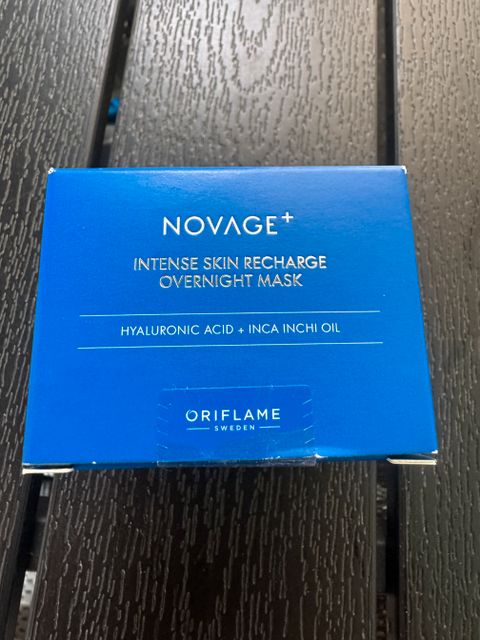 NOVAGE+
INTENSE SKIN RECHARGE
OVERNIGHT MASK
HYALURONIC ACID + INCA INCHI OIL
ORIFLAME
SWEDEN